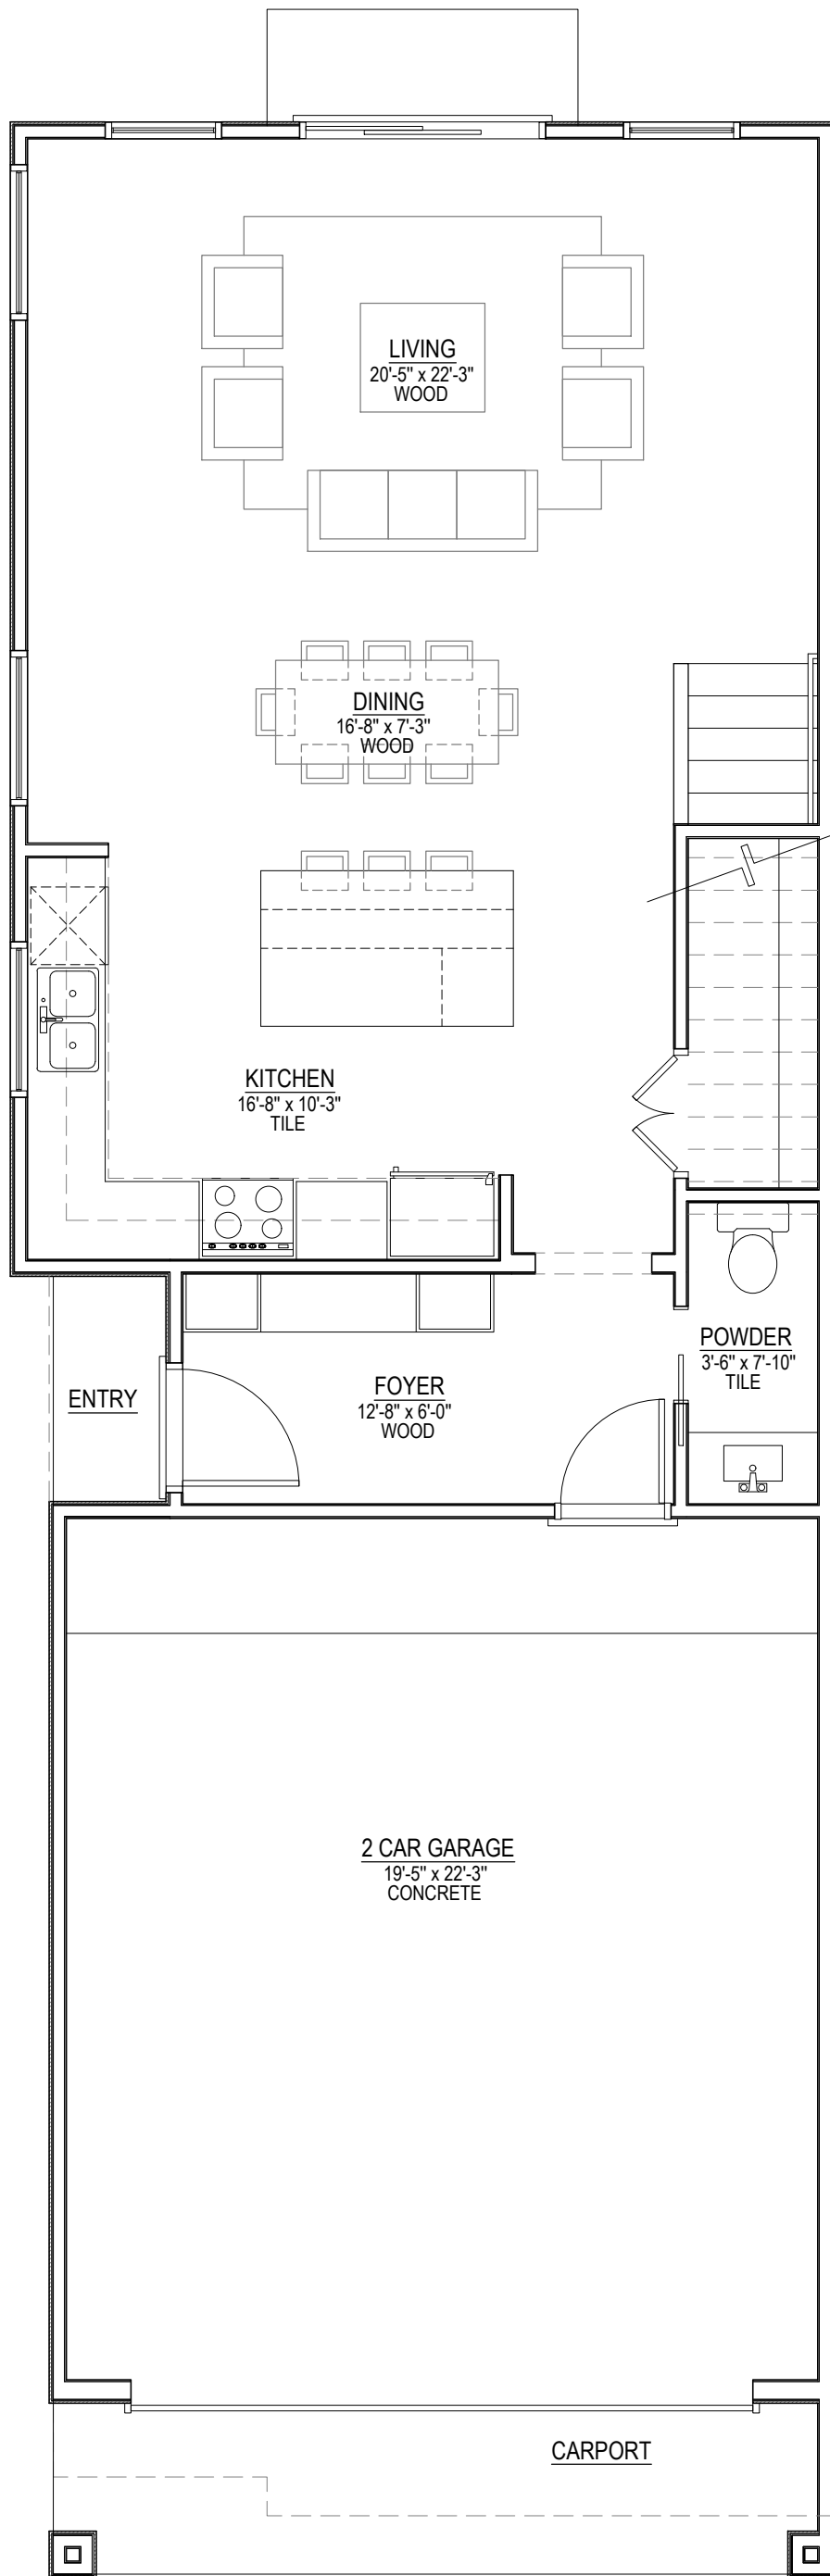 LIVING
20'-5" x 22'-3"
WOOD
DINING
16'-8" x 7'-3"
WOOD
KITCHEN
16'-8" x 10'-3"
TILE
POWDER
3'-6" x 7'-10"
TILE
ENTRY
FOYER
12'-8" x 6'-0"
WOOD
2 CAR GARAGE
19'-5" x 22'-3"
CONCRETE
CARPORT